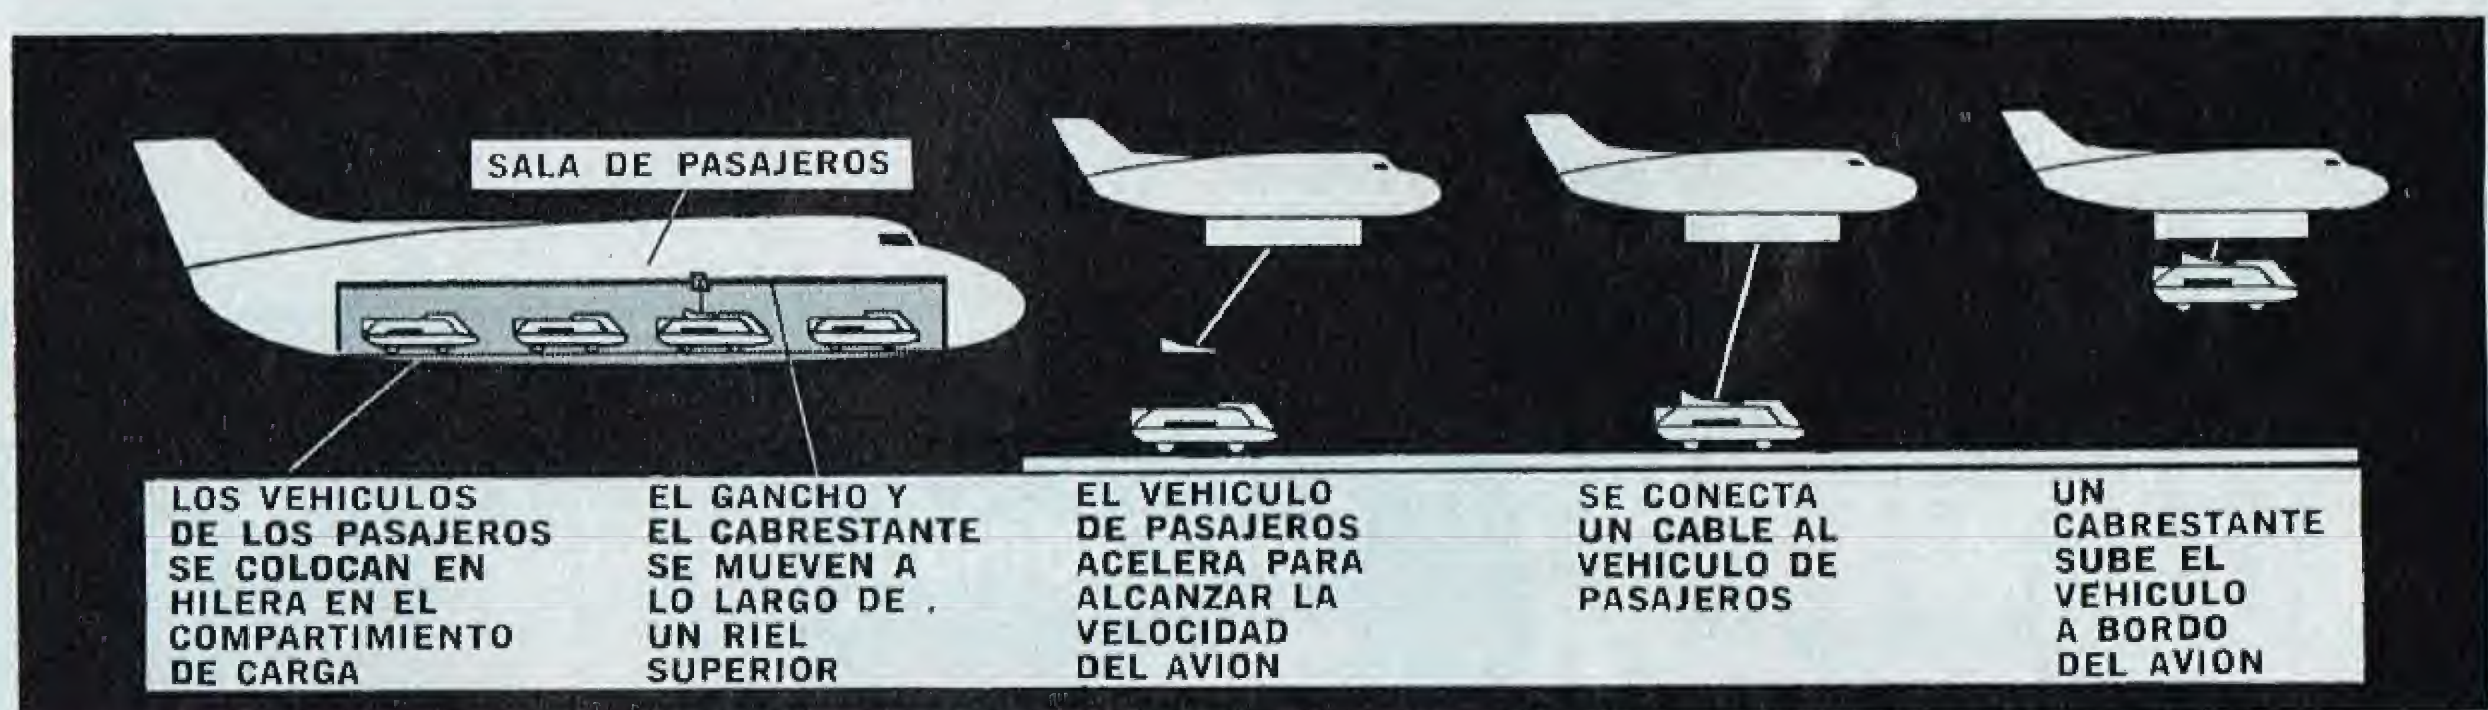 SALA DE PASAJEROS
LOS VEHICULOS
DE LOS PASAJEROS
SE COLOCAN EN
HILERA EN EL
COMPARTIMIENTO
DE CARGA
EL GANCHO Y
EL CABRESTANTE
SE MUEVEN A
LO LARGO DE
UN RIEL
SUPERIOR
EL VEHICULO
DE PASAJEROS
ACELERA PARA
ALCANZAR LA
VELOCIDAD
DEL AVION
SE CONECTA
UN CABLE AL
VEHICULO DE
PASAJEROS
UN
CABRESTANTE
SUBE EL
VEHICULO
A BORDO
DEL AVION